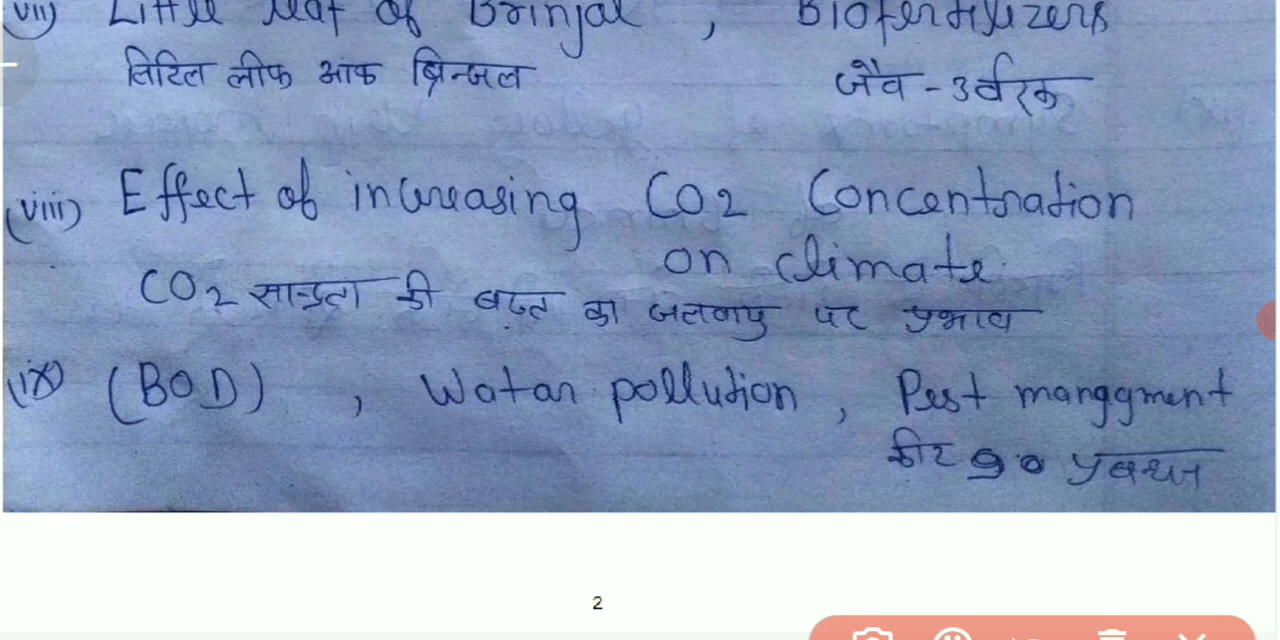 vii) Little leaf of Brinjal , Biofertilizers
लिटिल लीफ आफ ब्रिन्जल जैव - उर्वरक
(viii) Effect of increasing CO2 Concentration
on climate.
CO2 सान्द्रता की बढ़त का जलवायु पर प्रभाव
(ix) (BOD) , Watar pollution , Pest manggment
कीट प्रबन्धन
2